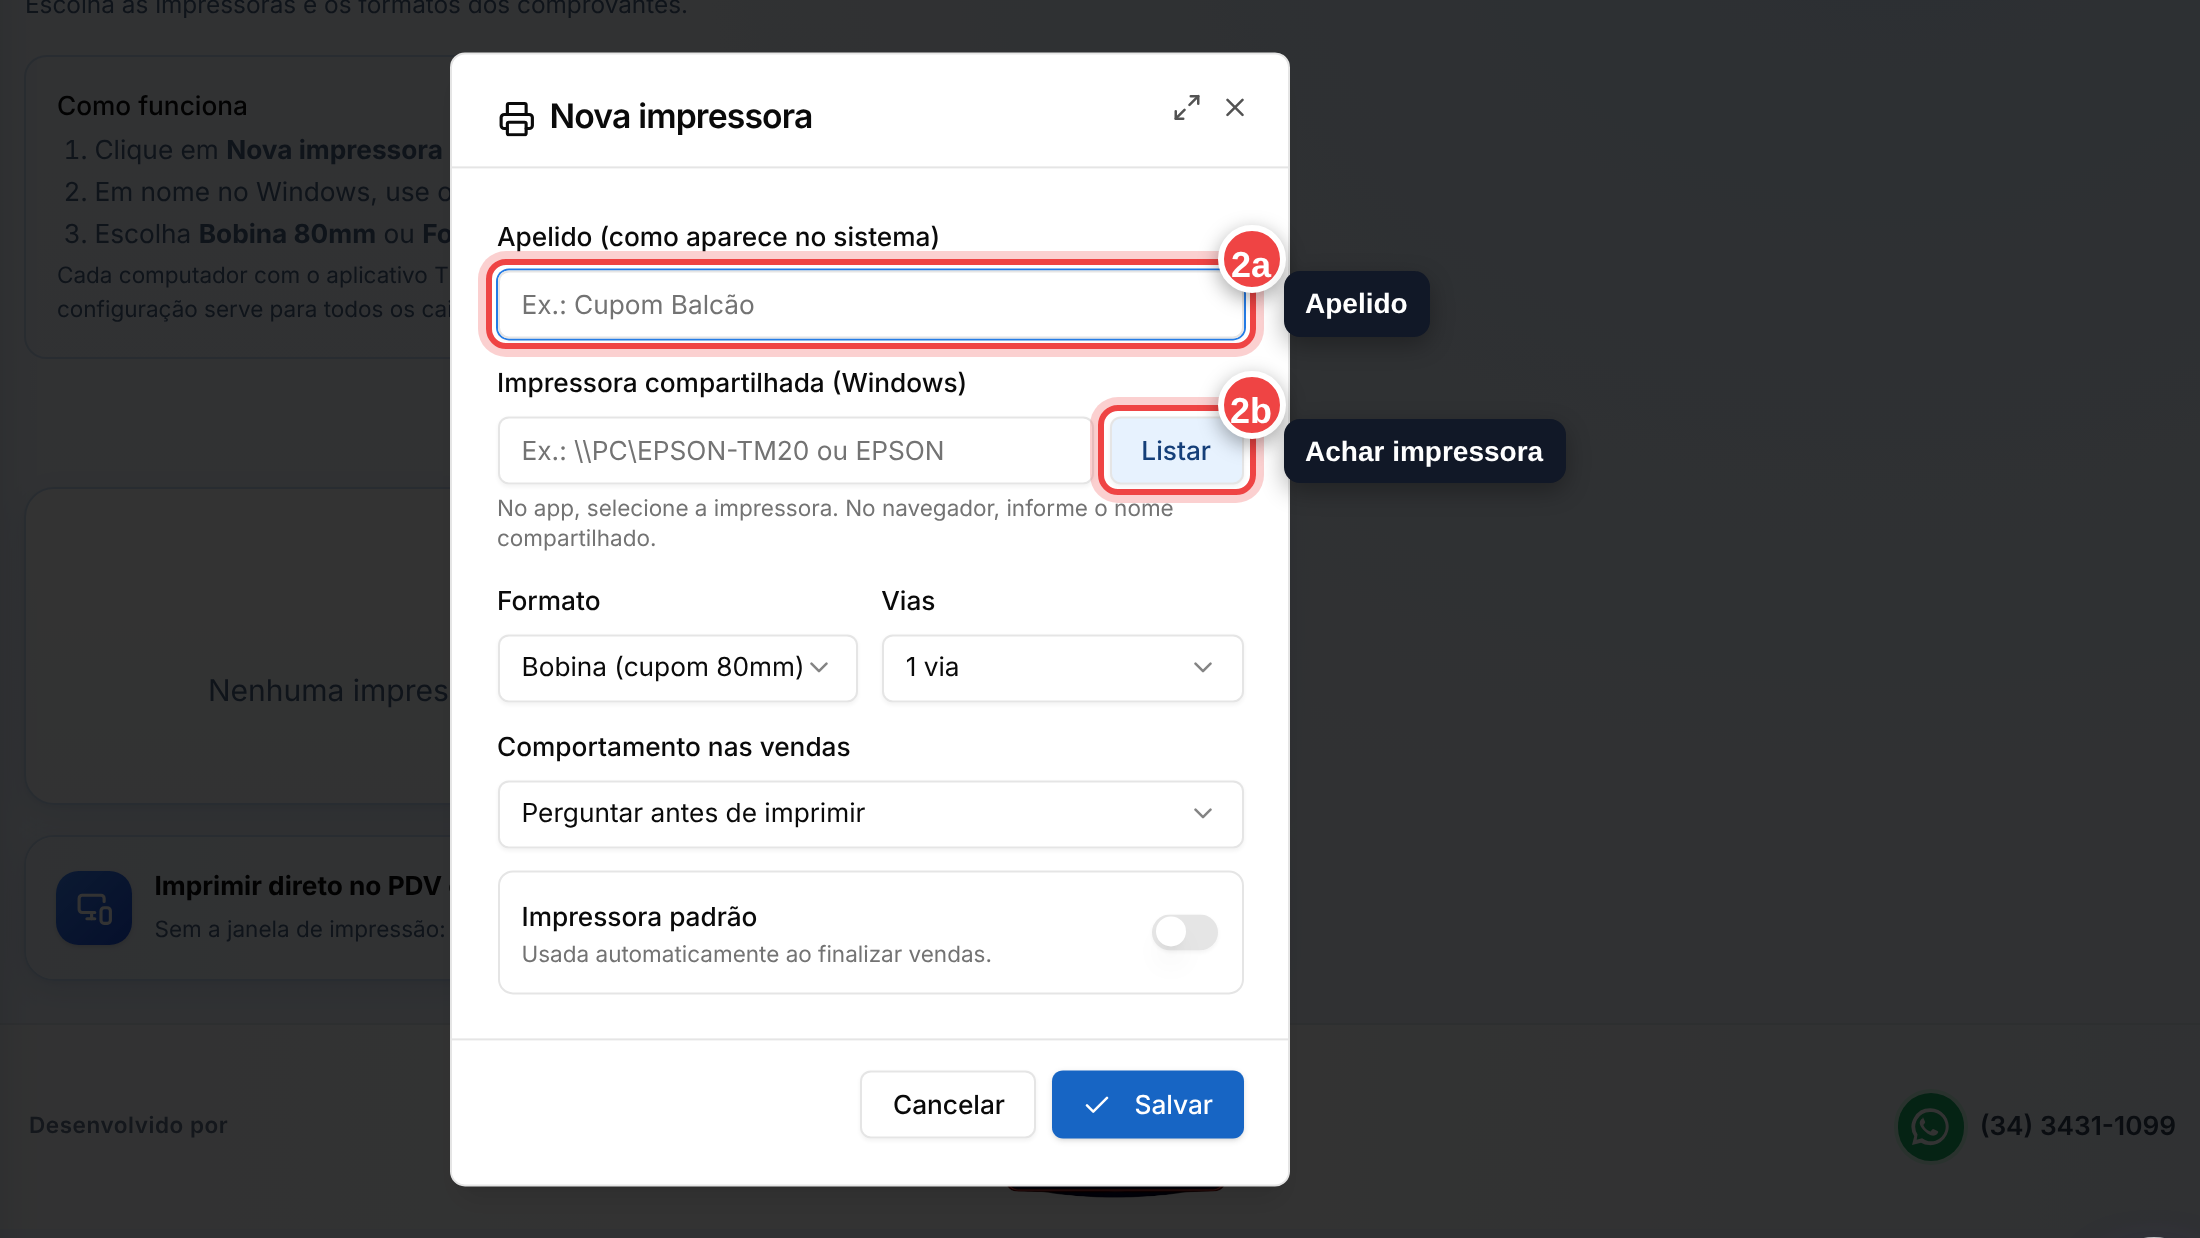 Escolha as impressoras e os formatos dos comprovantes.
Como funciona
1. Clique em Nova impressora
2. Em nome no Windows, use
3. Escolha Bobina 80mm ou
Cada computador com o aplicativo
configuração serve para todos os
Nenhuma
Imprimir direto no PDV
Sem a janela de impressão:
Nova impressora
Apelido (como aparece no sistema)
2a
Ex.: Cupom Balcão
Apelido
Impressora compartilhada (Windows)
2b
Ex.: \\PC\EPSON-TM20 ou EPSON
Listar
Achar impressora
No app, selecione a impressora. No navegador, informe o nome
compartilhado.
Formato
Vias
Bobina (cupom 80mm)
1 via
Comportamento nas vendas
Perguntar antes de imprimir
Impressora padrão
Usada automaticamente ao finalizar vendas.
Cancelar
Salvar
Desenvolvido por
(34) 3431-1099